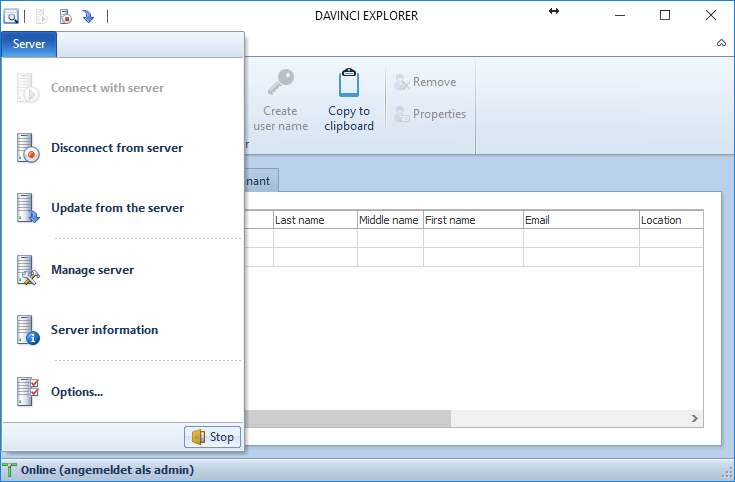 DAVINCI EXPLORER
Server
Connect with server
Disconnect from server
Update from the server
Manage server
Server information
Options...
Stop
Create
user name
Copy to
clipboard
Remove
Properties
Last name
Middle name
First name
Email
Location
Online (angemeldet als admin)